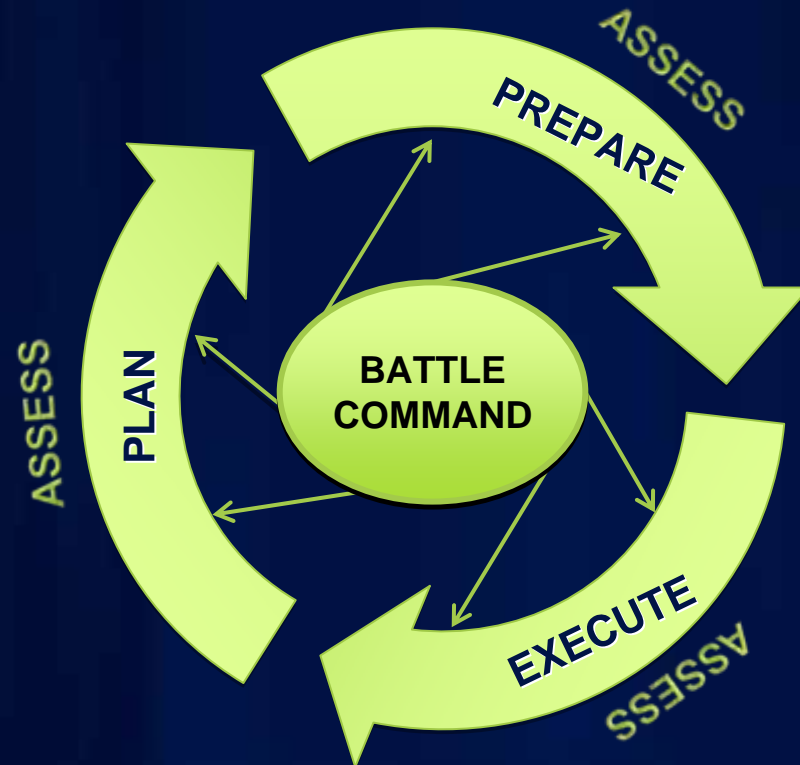 ASSESS
PREPARE
BATTLE
COMMAND
PLAN
ASSESS
EXECUTE
ASSESS